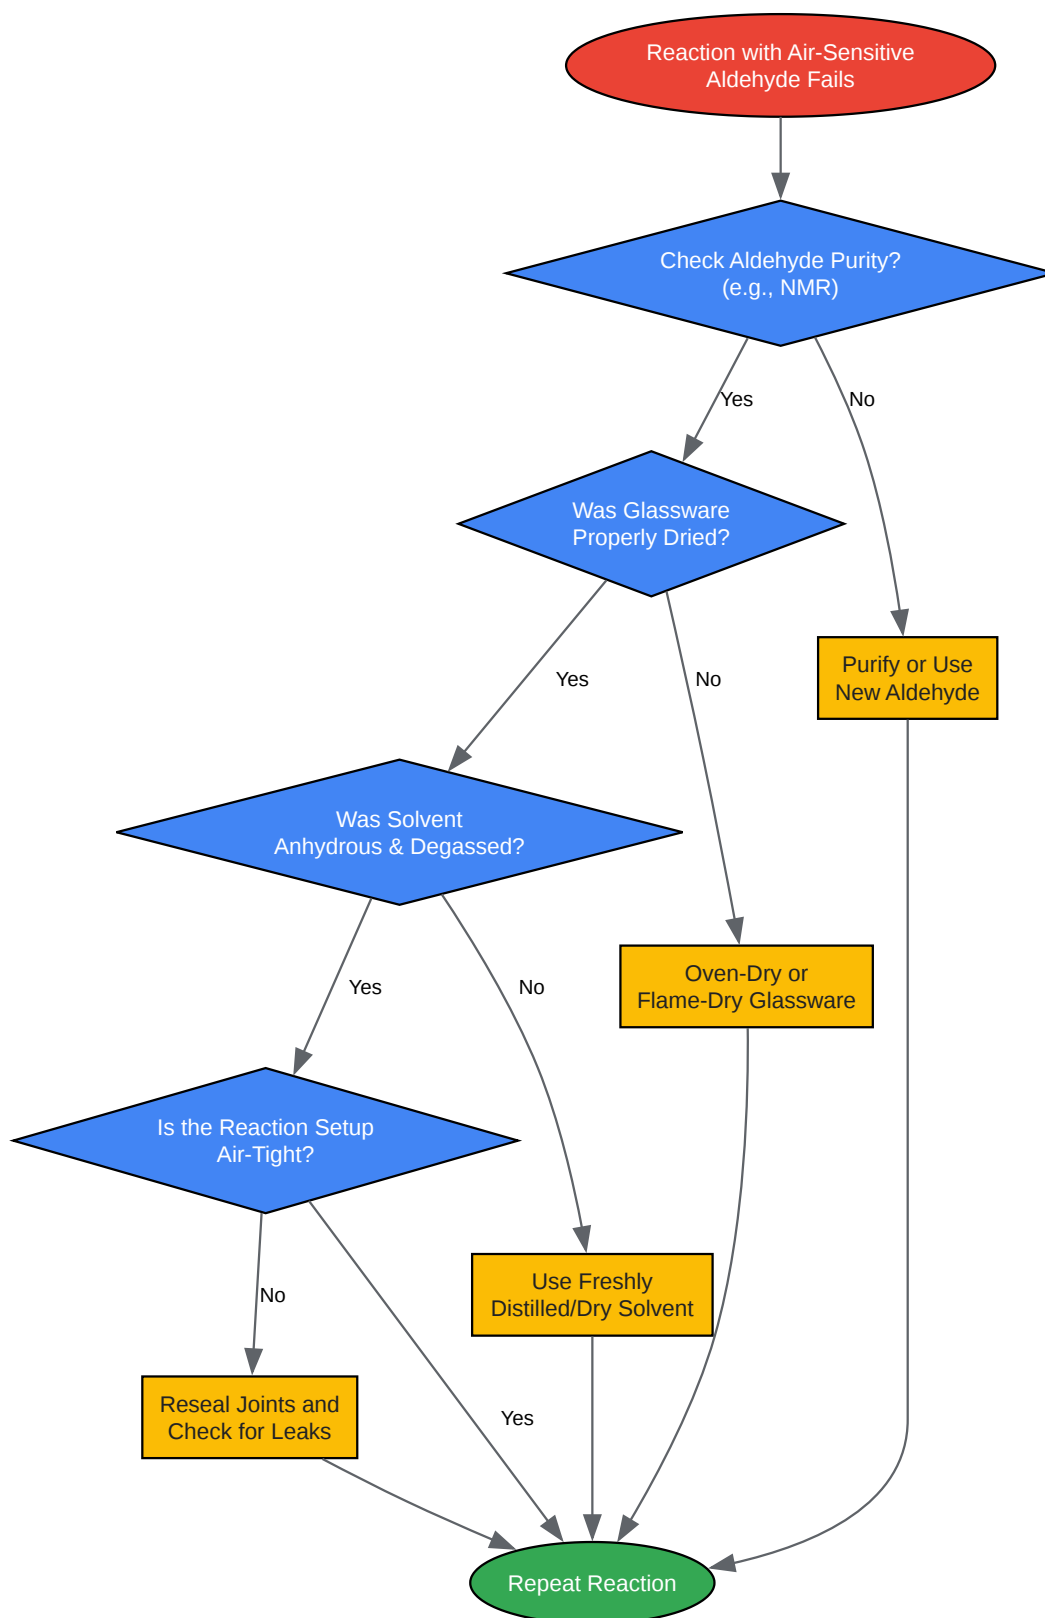 Reaction with Air-Sensitive
Aldehyde Fails
Check Aldehyde Purity?
(e.g., NMR)
Yes
No
Was Glassware
Properly Dried?
Purify or Use
New Aldehyde
Yes
No
Was Solvent
Anhydrous & Degassed?
Oven-Dry or
Flame-Dry Glassware
Yes
No
Is the Reaction Setup
Air-Tight?
Use Freshly
Distilled/Dry Solvent
No
Reseal Joints and
Check for Leaks
Yes
Repeat Reaction